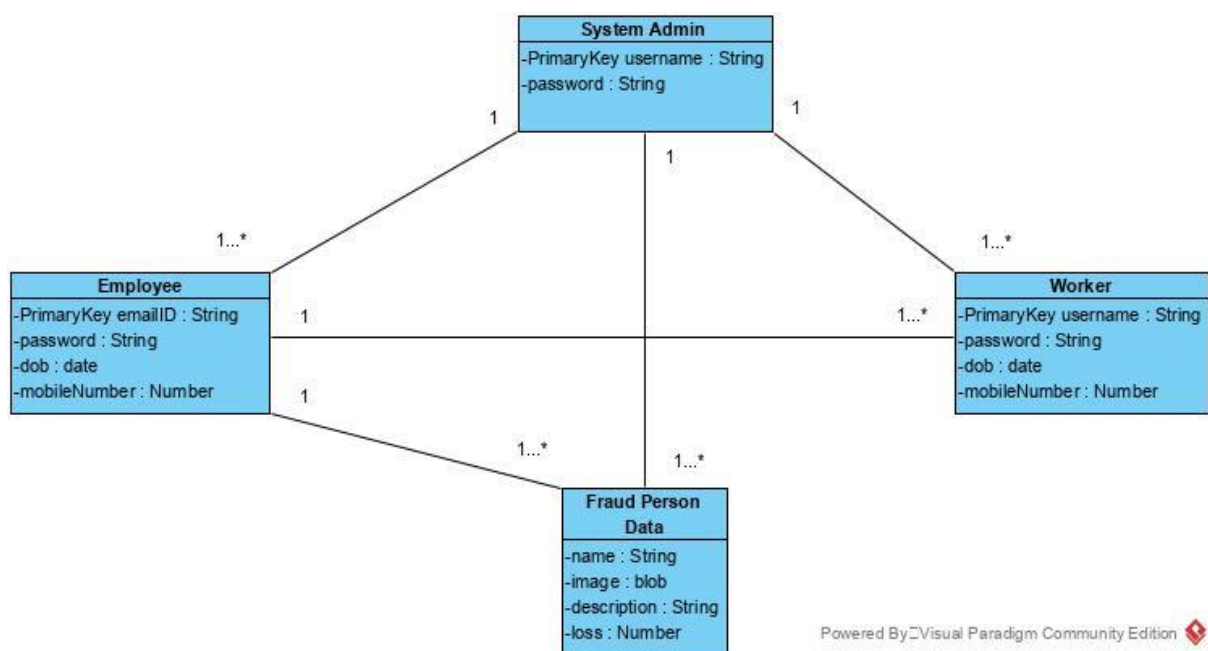 System Admin
-PrimaryKey username : String
-password : String
1
1
1
1...*
1...*
Employee
-PrimaryKey emailID : String
-password : String
-dob : date
-mobileNumber : Number
1
1...*
Worker
-PrimaryKey username : String
-password : String
-dob : date
-mobileNumber : Number
1
1...*
1...*
Fraud Person
Data
-name : String
-image : blob
-description : String
-loss : Number
Powered By□Visual Paradigm Community Edition